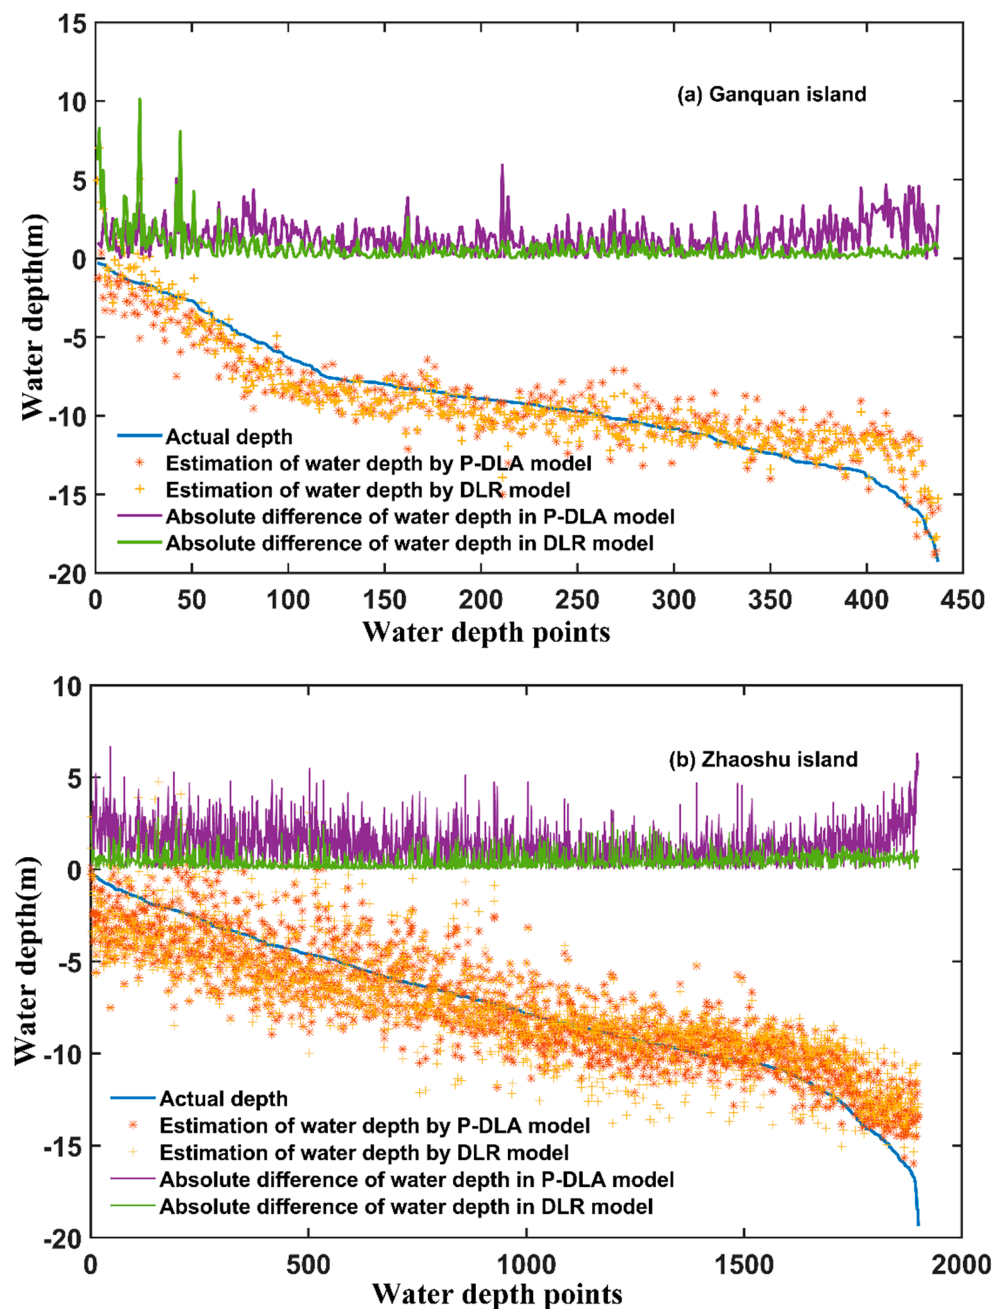 15
10
5
0
-5
-10
-15
-20
Water depth(m)
(a) Ganquan island
Actual depth
Estimation of water depth by P-DLA model
Estimation of water depth by DLR model
Absolute difference of water depth in P-DLA model
Absolute difference of water depth in DLR model
0 50 100 150 200 250 300 350 400 450
Water depth points
10
5
0
-5
-10
-15
-20
Water depth(m)
(b) Zhaoshu island
Actual depth
Estimation of water depth by P-DLA model
Estimation of water depth by DLR model
Absolute difference of water depth in P-DLA model
Absolute difference of water depth in DLR model
0 500 1000 1500 2000
Water depth points